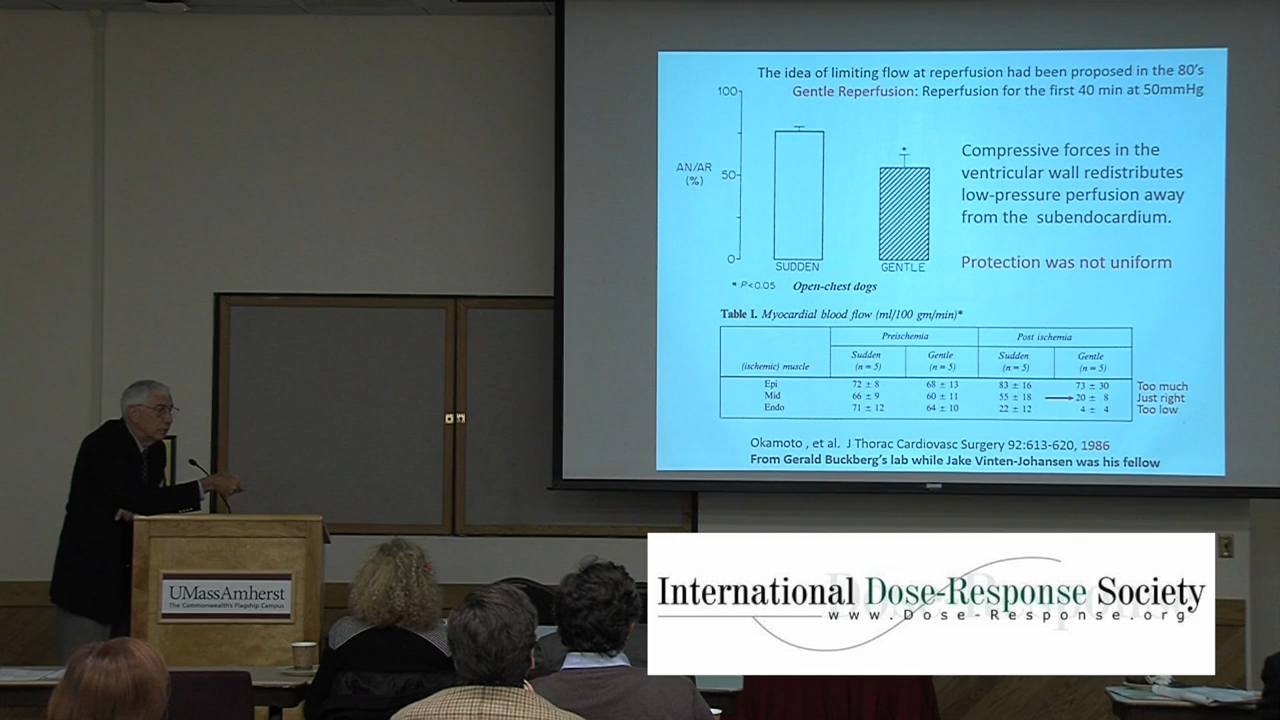 The idea of limiting flow at reperfusion had been proposed in the 80's
Gentle Reperfusion: Reperfusion for the first 40 min at 50mmHg
100
AN/AR
(%)
50
0
SUDDEN
*
GENTLE
* P<0.05 Open-chest dogs
Compressive forces in the
ventricular wall redistributes
low-pressure perfusion away
from the subendocardium.
Protection was not uniform
Table I. Myocardial blood flow (ml/100 gm/min)*
Preischemia Post ischemia
Sudden Gentle Sudden Gentle
(ischemic) muscle (n = 5) (n = 5) (n = 5) (n = 5)
Epi 72 ± 8 68 ± 13 83 ± 16 73 ± 30 Too much
Mid 66 ± 9 60 ± 11 55 ± 18 20 ± 8 Just right
Endo 71 ± 12 64 ± 10 22 ± 12 4 ± 4 Too low
Okamoto , et al. J Thorac Cardiovasc Surgery 92:613-620, 1986
From Gerald Buckberg's lab while Jake Vinten-Johansen was his fellow
UMassAmherst
The Commonwealth's Flagship Campus
International Dose-Response Society
www.Dose-Response.org